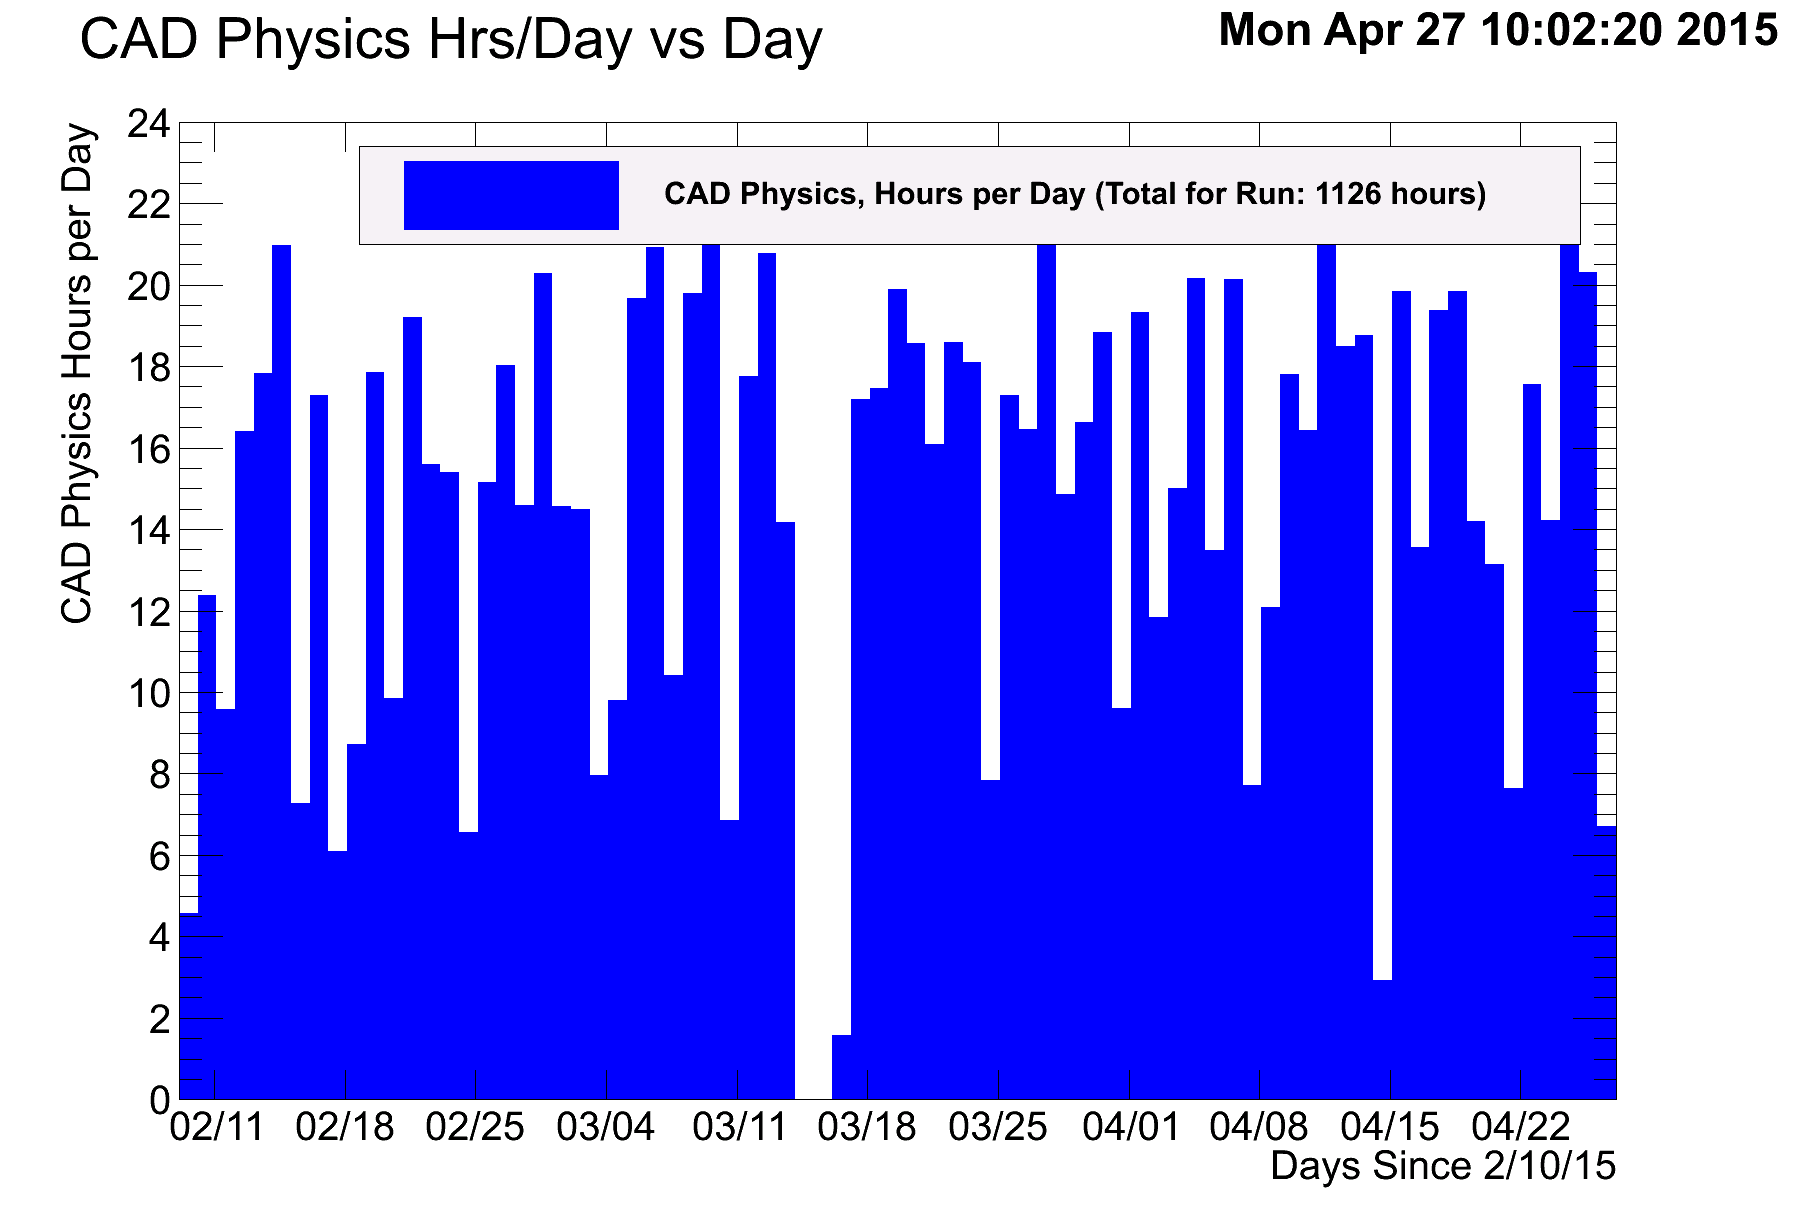 CAD Physics Hrs/Day vs Day
Mon Apr 27 10:02:20 2015
CAD Physics Hours per Day
24
22
20
18
16
14
12
10
8
6
4
2
0
CAD Physics, Hours per Day (Total for Run: 1126 hours)
02/11 02/18 02/25 03/04 03/11 03/18 03/25 04/01 04/08 04/15 04/22
Days Since 2/10/15